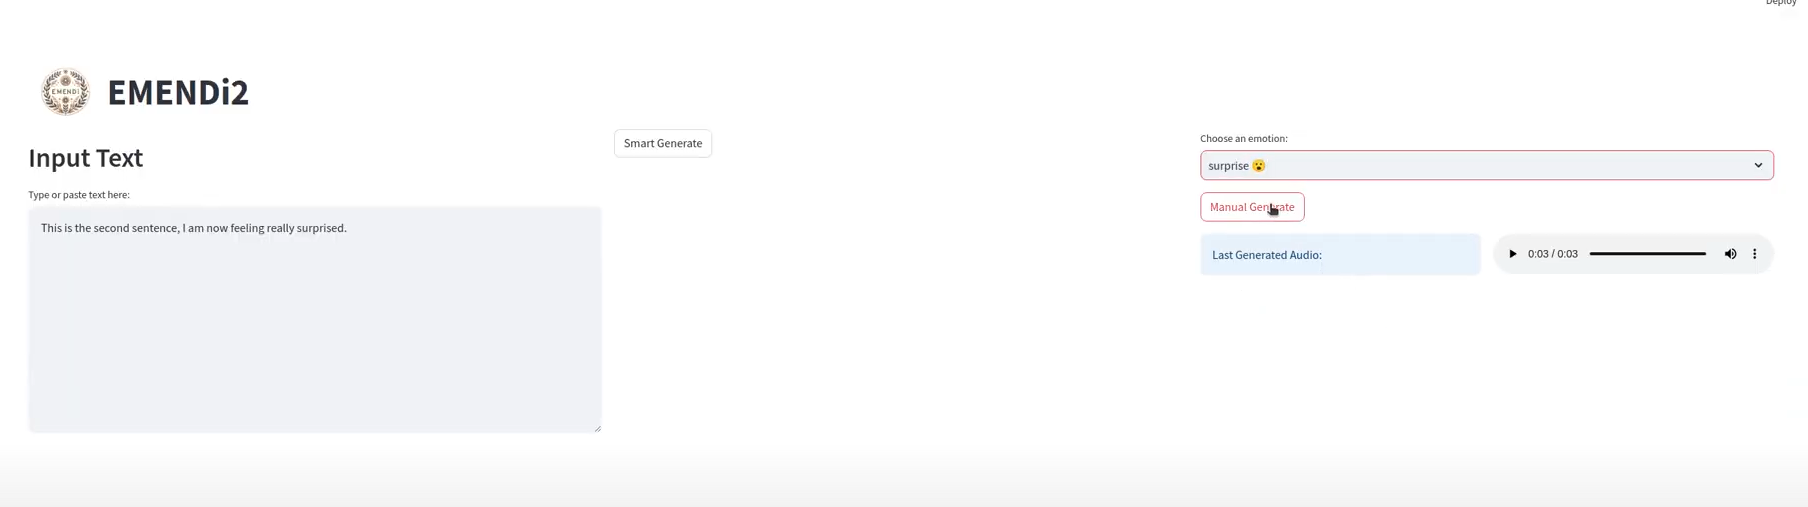 Deploy
EMENDI
EMENDi2
Smart Generate
Input Text
Type or paste text here:
This is the second sentence, I am now feeling really surprised.
Choose an emotion:
surprise 😮
Manual Generate
Last Generated Audio:
0:03 / 0:03